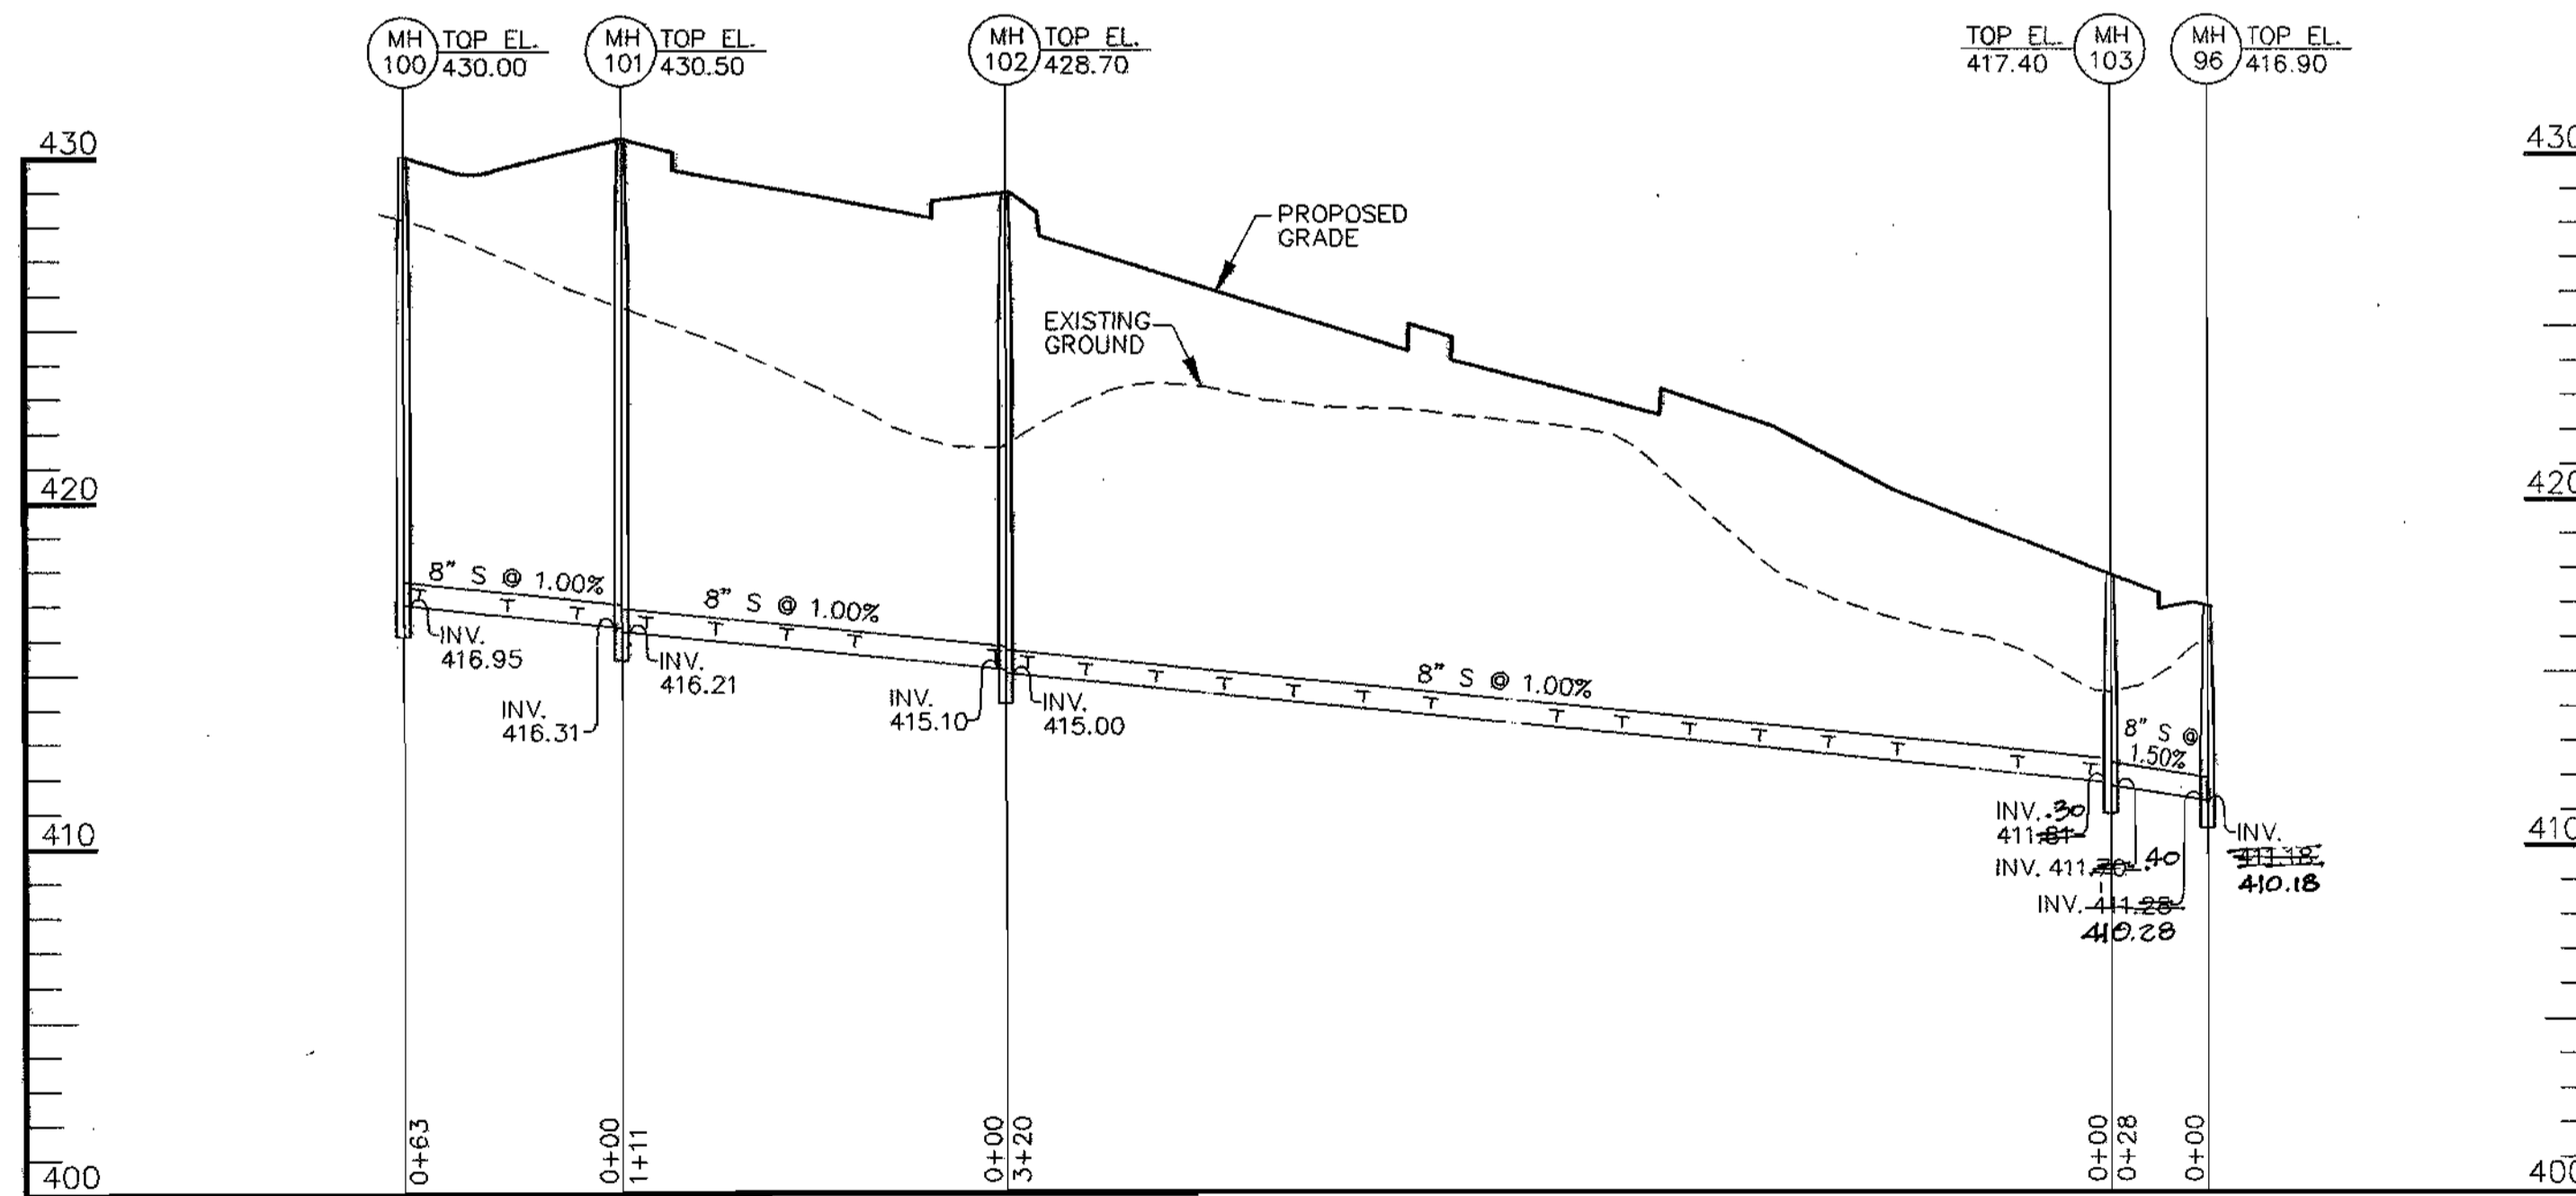 MH
100
TOP EL.
430.00
MH
101
TOP EL.
430.50
MH
102
TOP EL.
428.70
TOP EL.
417.40
MH
103
MH
96
TOP EL.
416.90
430
430
PROPOSED
GRADE
EXISTING
GROUND
420
420
8" S @ 1.00%
8" S @ 1.00%
8" S @ 1.00%
8" S @
1.50%
INV.
416.95
INV.
416.31
INV.
416.21
INV.
415.10
INV.
415.00
INV. .30
411.81
INV. 411.70 .40
INV. 411.28
410.28
INV.
411.18
410.18
410
410
0+63
0+00
1+11
0+00
3+20
0+00
0+28
0+00
400
400